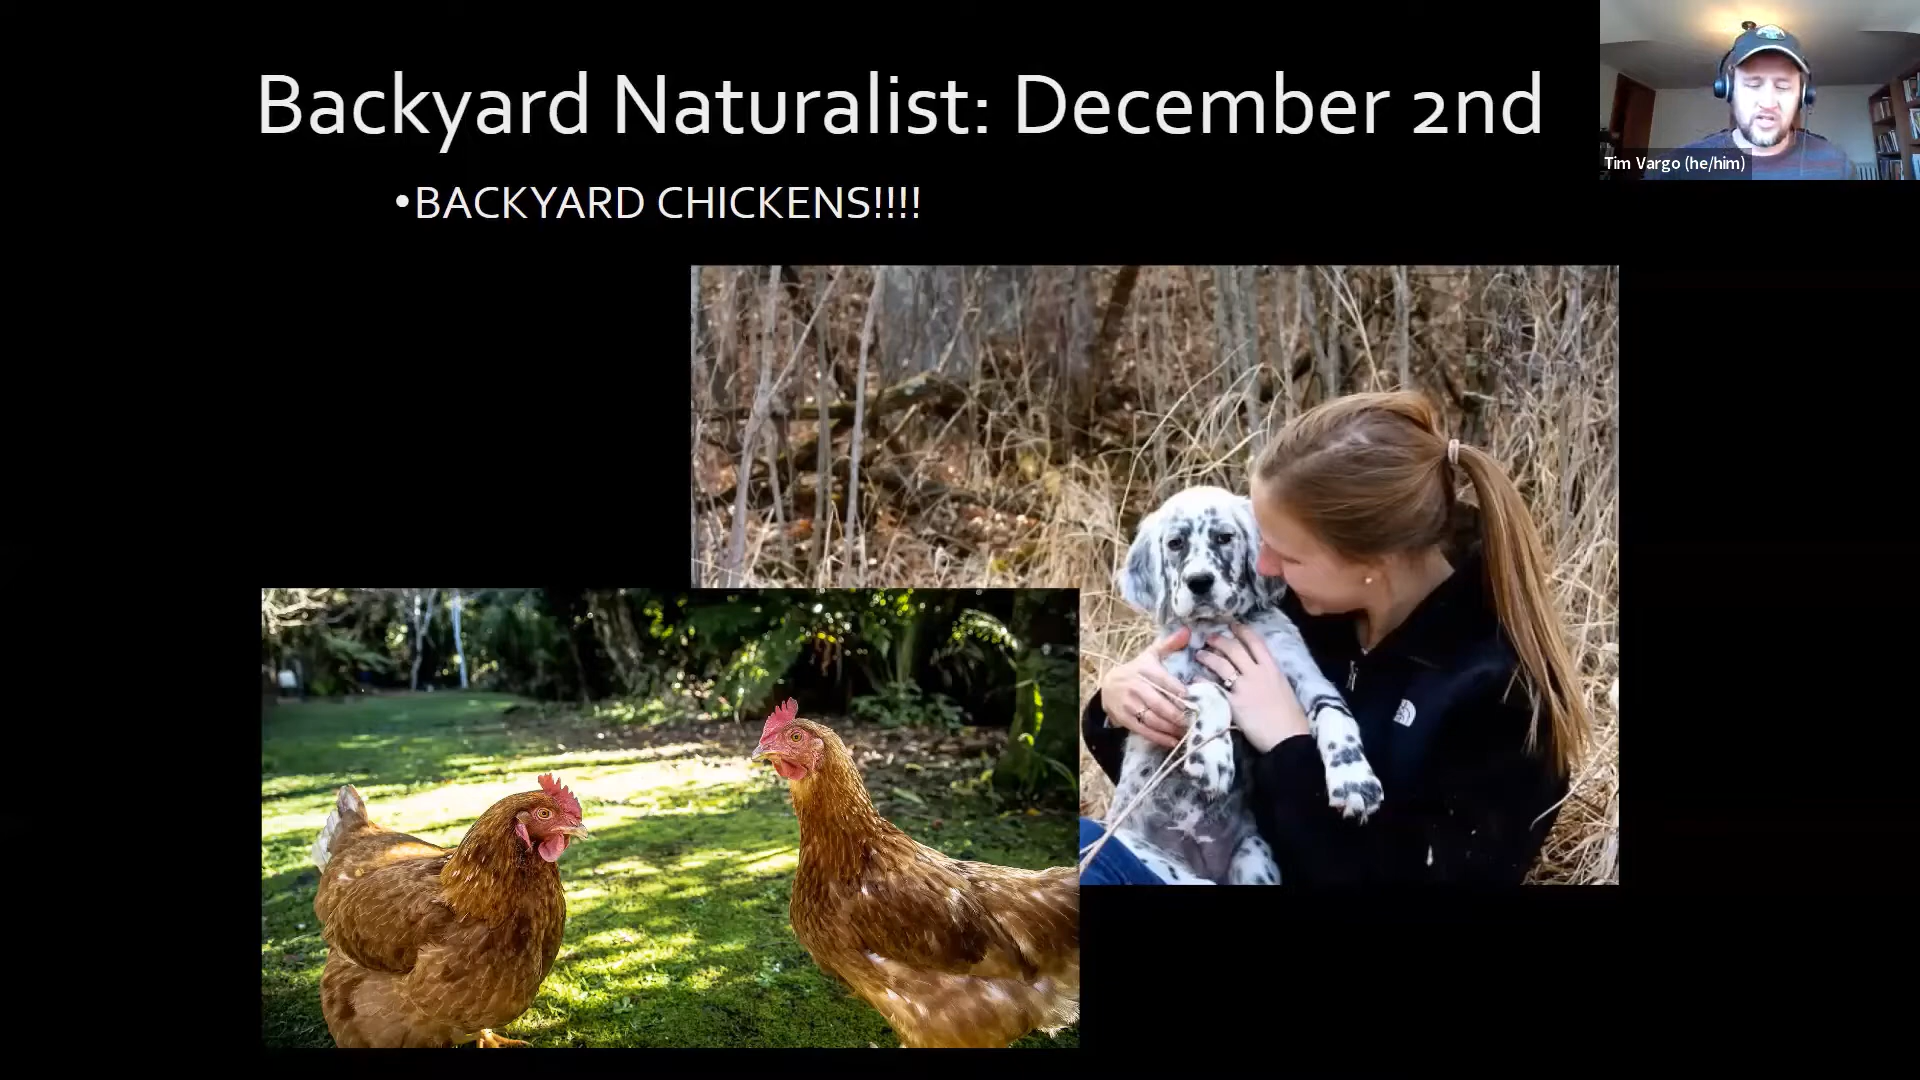 Backyard Naturalist: December 2nd
Tim Vargo (he/him)
•BACKYARD CHICKENS!!!!